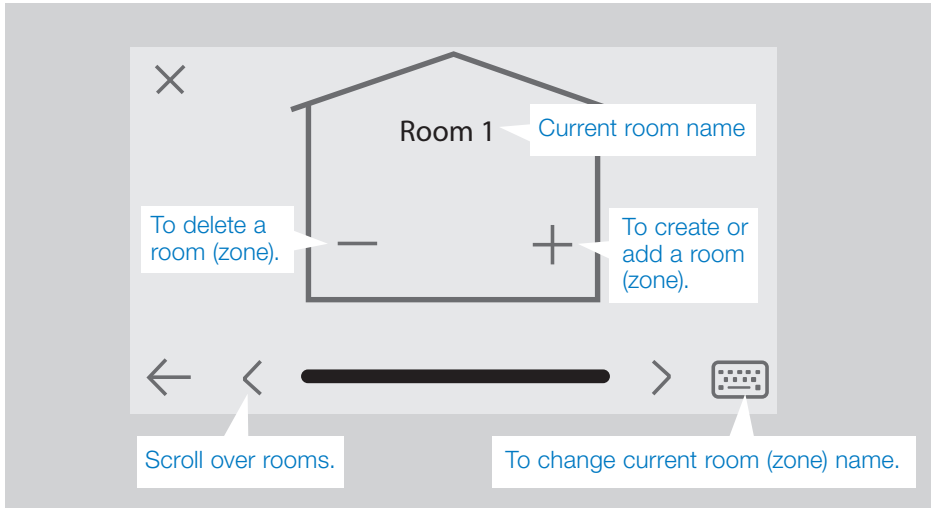 Room 1
Current room name
To delete a
room (zone).
To create or
add a room
(zone).
Scroll over rooms.
To change current room (zone) name.